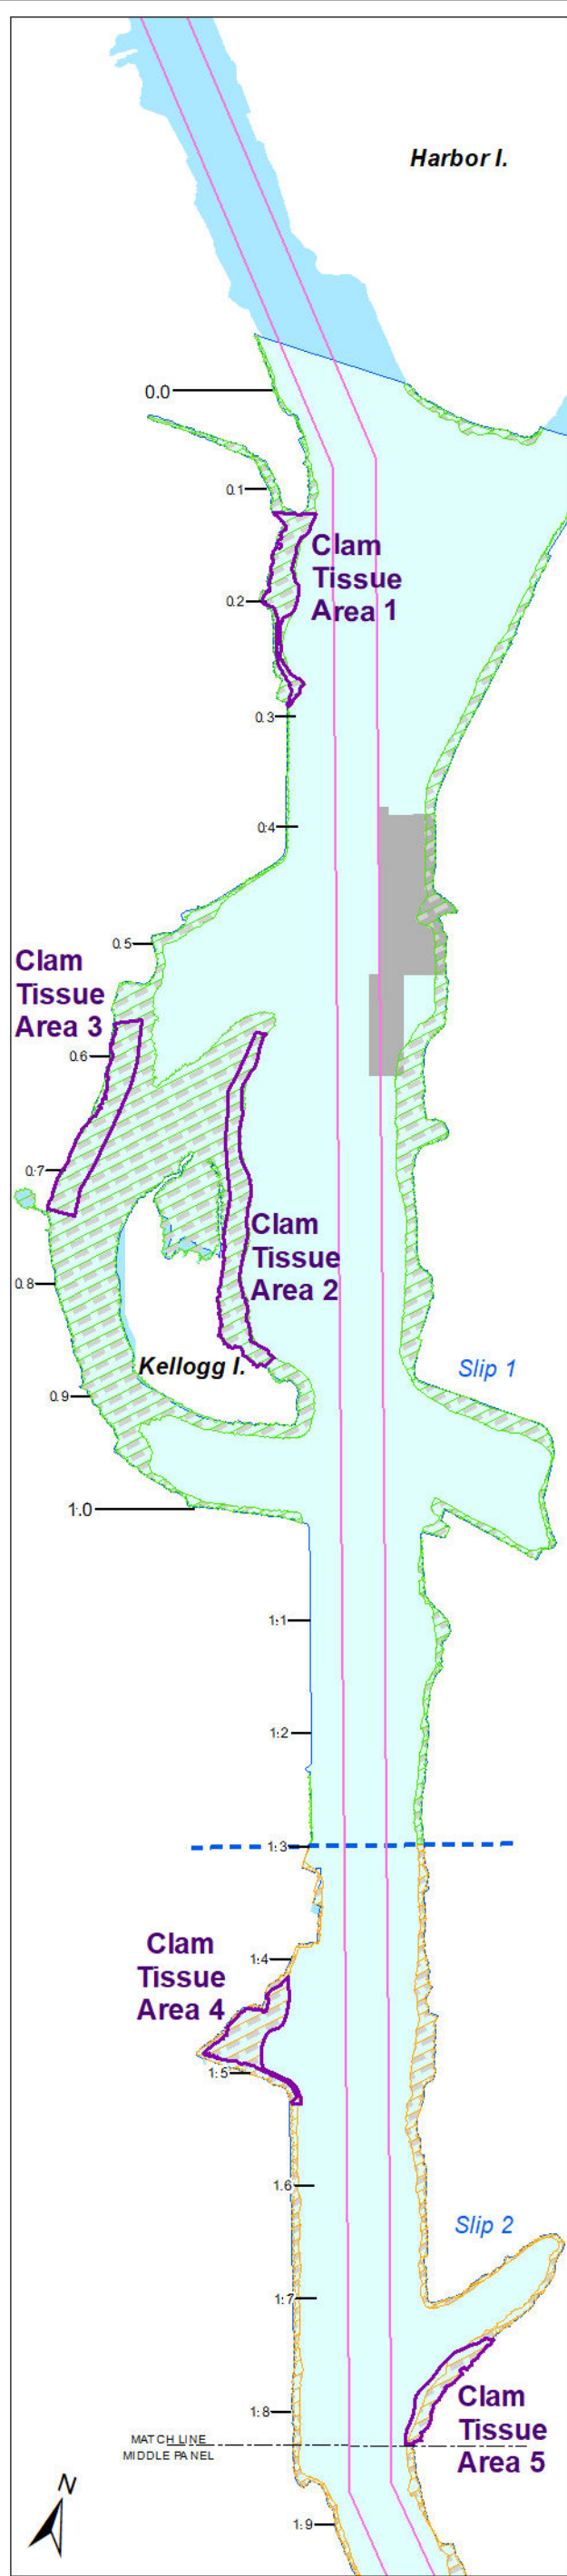 Harbor I.
0.0
0.1
Clam
Tissue
Area 1
0.2
0.3
0.4
0.5
Clam
Tissue
Area 3
0.6
0.7
Clam
Tissue
Area 2
0.8
Kellogg I.
Slip 1
0.9
1.0
1.1
1.2
1.3
Clam
Tissue
Area 4
1.4
1.5
1.6
Slip 2
1.7
1.8
Clam
Tissue
Area 5
MATCH LINE
MIDDLE PANEL
N
1.9